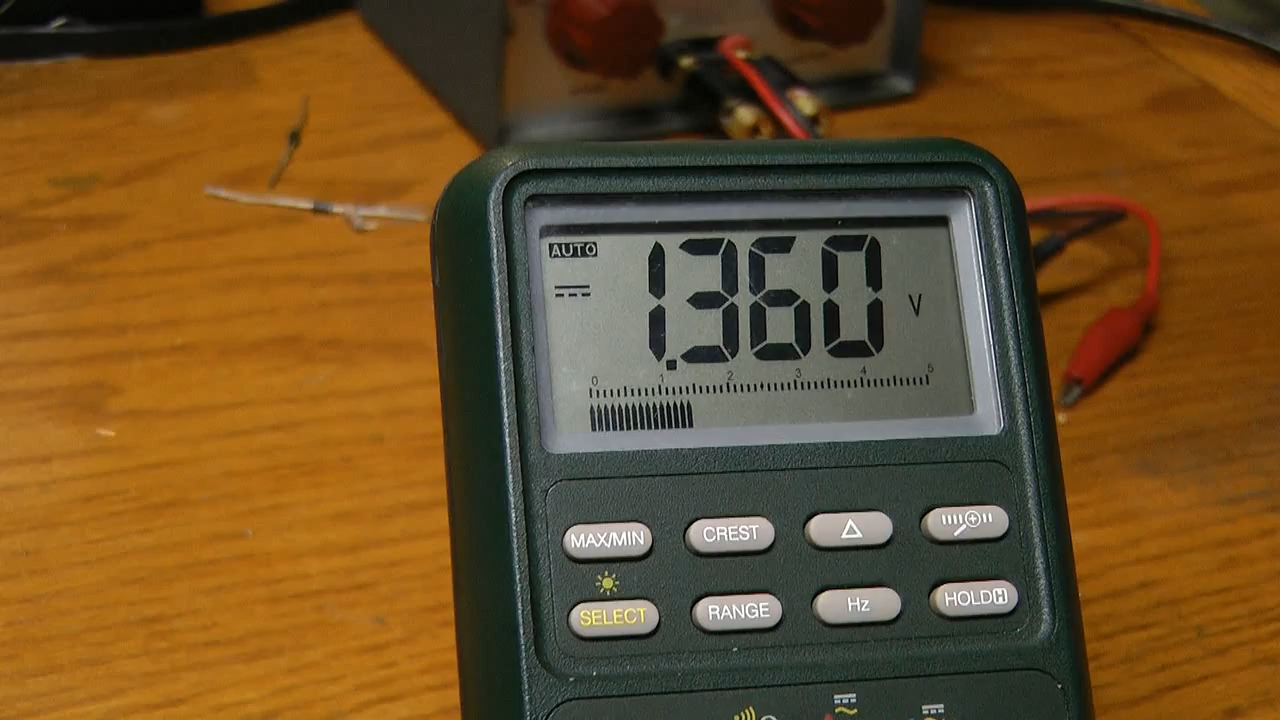 AUTO
1.360 V
0 1 2 3 4 5
MAX/MIN CREST Δ
SELECT RANGE Hz HOLD H